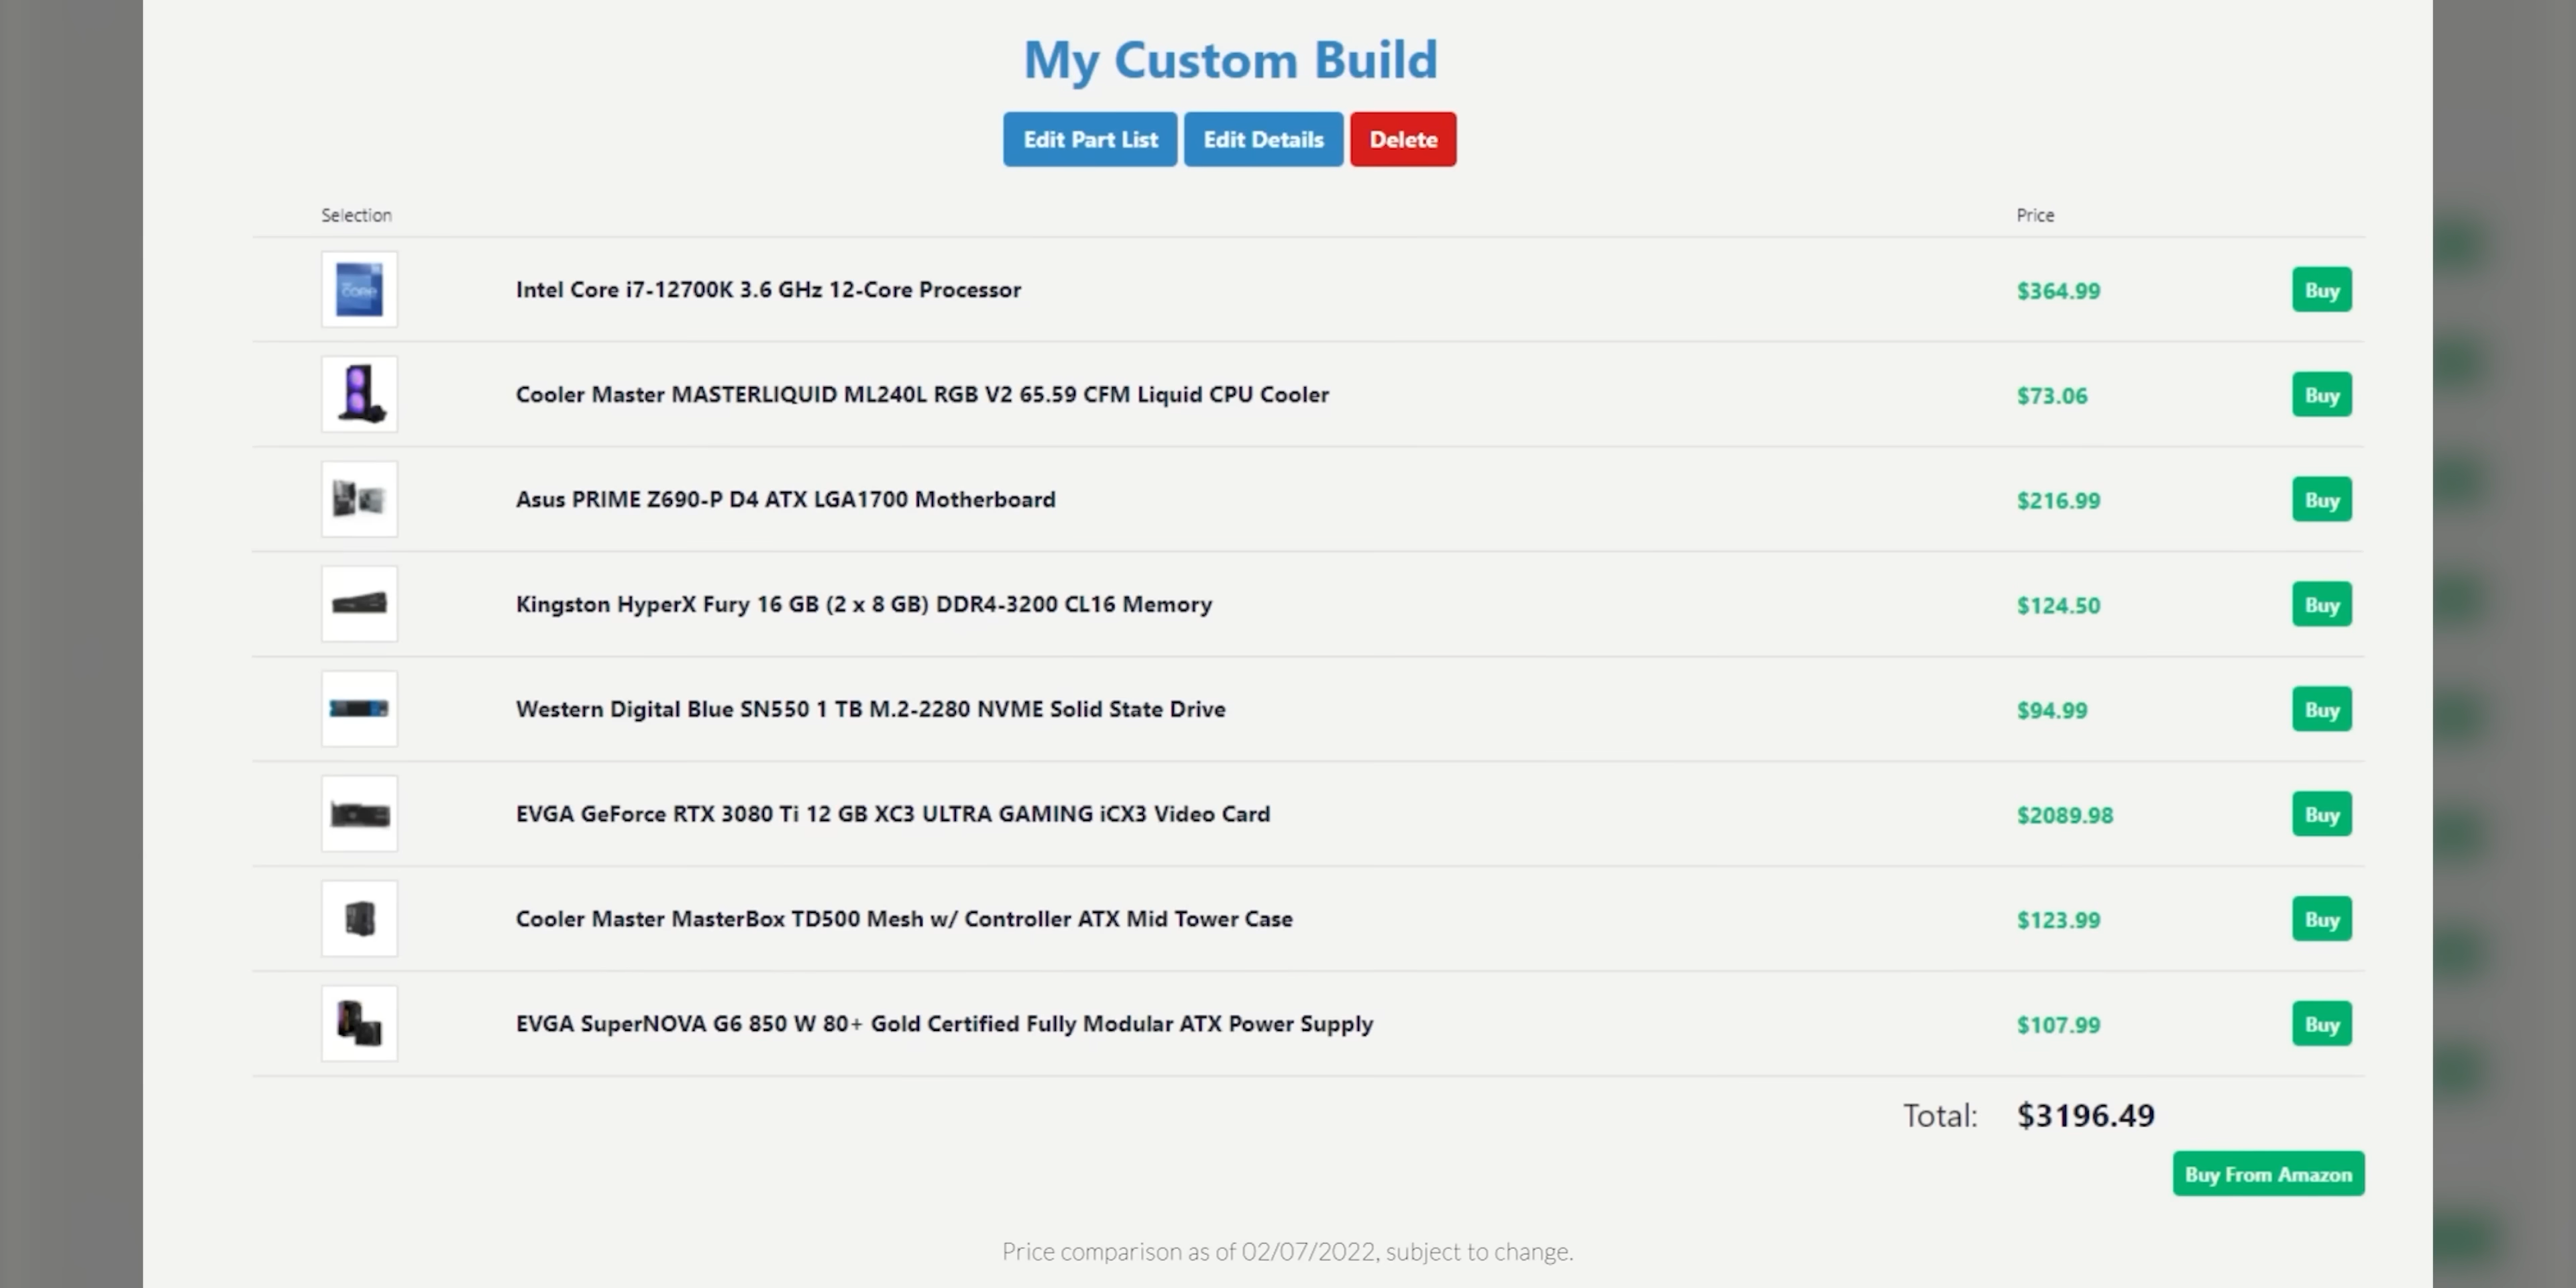 My Custom Build
Edit Part List Edit Details Delete
Selection Price
Intel Core i7-12700K 3.6 GHz 12-Core Processor $364.99 Buy
Cooler Master MASTERLIQUID ML240L RGB V2 65.59 CFM Liquid CPU Cooler $73.06 Buy
Asus PRIME Z690-P D4 ATX LGA1700 Motherboard $216.99 Buy
Kingston HyperX Fury 16 GB (2 x 8 GB) DDR4-3200 CL16 Memory $124.50 Buy
Western Digital Blue SN550 1 TB M.2-2280 NVME Solid State Drive $94.99 Buy
EVGA GeForce RTX 3080 Ti 12 GB XC3 ULTRA GAMING iCX3 Video Card $2089.98 Buy
Cooler Master MasterBox TD500 Mesh w/ Controller ATX Mid Tower Case $123.99 Buy
EVGA SuperNOVA G6 850 W 80+ Gold Certified Fully Modular ATX Power Supply $107.99 Buy
Total: $3196.49
Buy From Amazon
Price comparison as of 02/07/2022, subject to change.